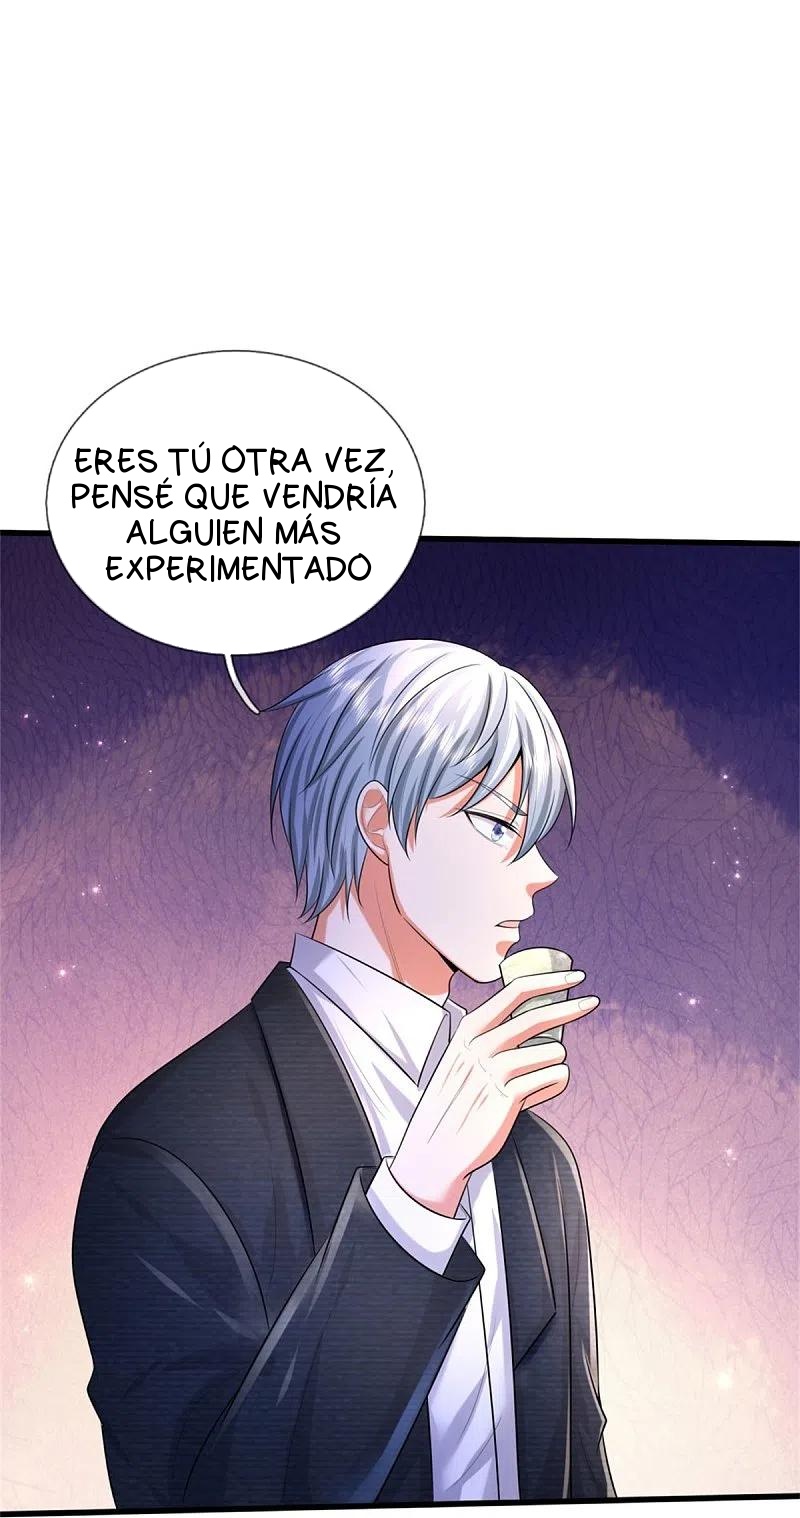 ERES TÚ OTRA VEZ,
PENSÉ QUE VENDRÍA
ALGUIEN MÁS
EXPERIMENTADO